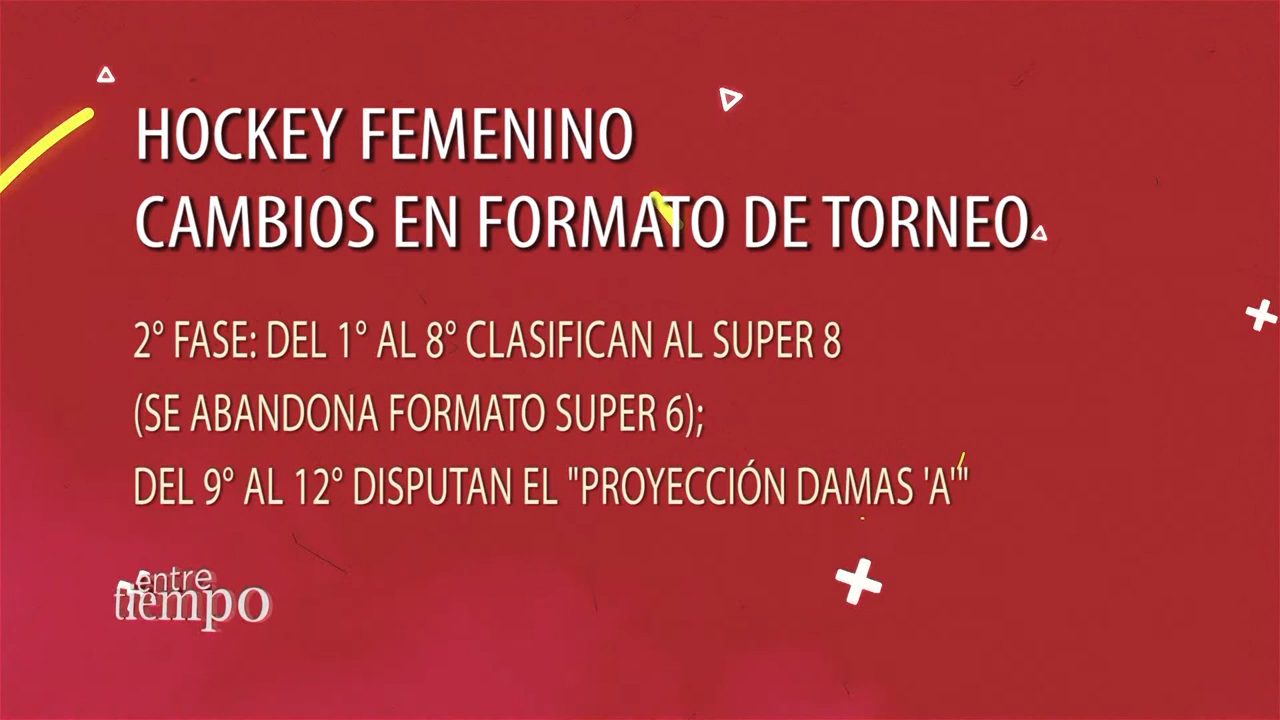 HOCKEY FEMENINO
CAMBIOS EN FORMATO DE TORNEO
2° FASE: DEL 1° AL 8° CLASIFICAN AL SUPER 8
(SE ABANDONA FORMATO SUPER 6);
DEL 9° AL 12° DISPUTAN EL "PROYECCIÓN DAMAS 'A'"
entre
tiempo